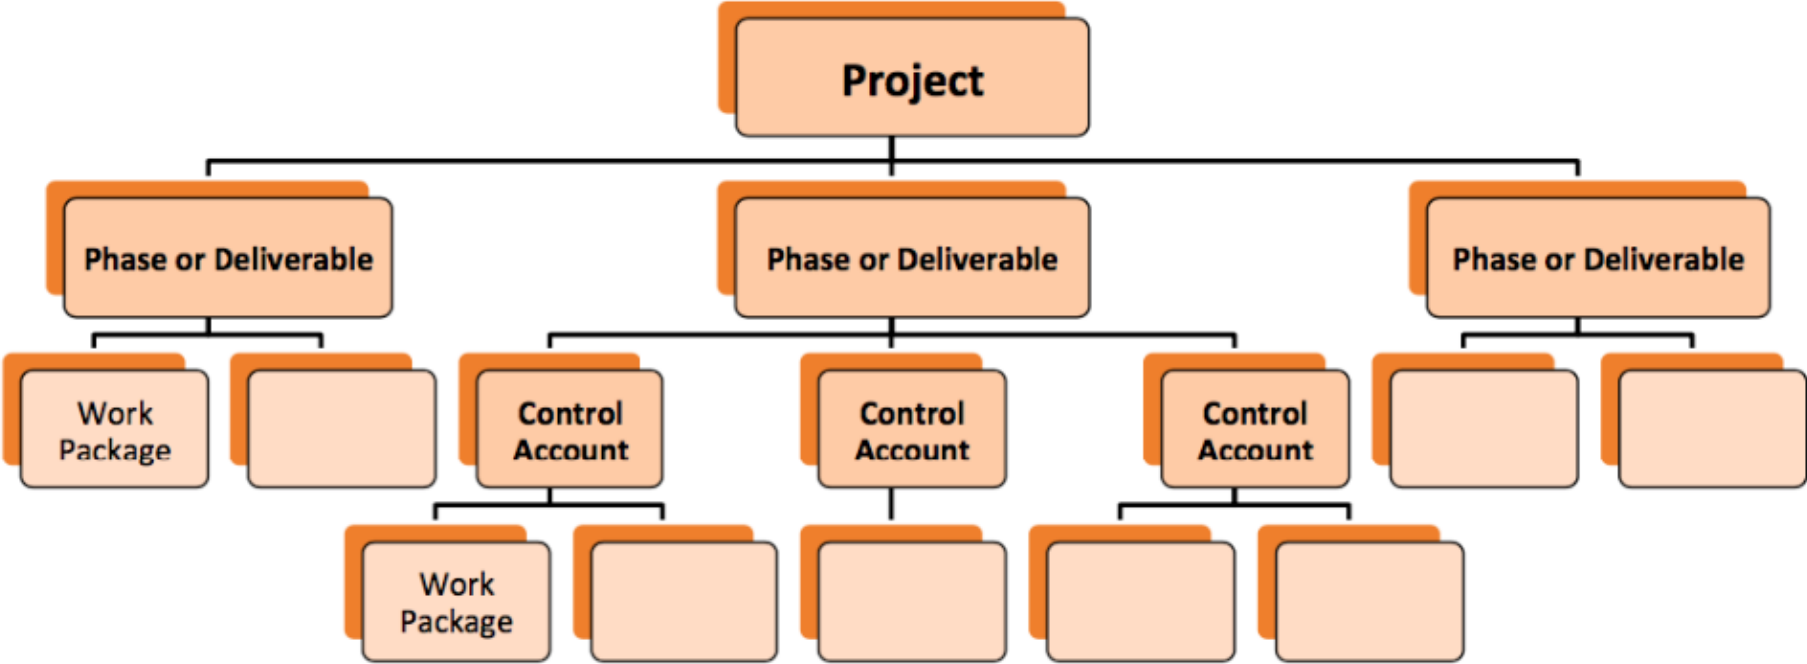 Project
Phase or Deliverable
Phase or Deliverable
Phase or Deliverable
Work
Package
Control
Account
Control
Account
Control
Account
Work
Package